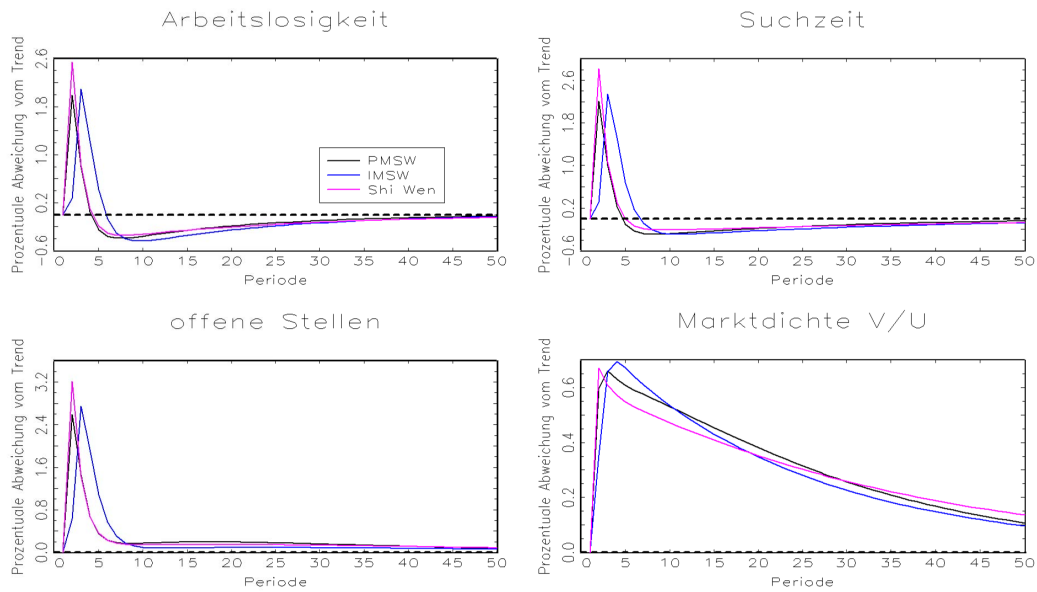 Arbeitslosigkeit
Prozentuale Abweichung vom Trend
2.6
1.8
1.0
0.2
-0.6
PMSW
IMSW
Shi Wen
0 5 10 15 20 25 30 35 40 45 50
Periode
Suchzeit
Prozentuale Abweichung vom Trend
2.6
1.8
1.0
0.2
-0.6
0 5 10 15 20 25 30 35 40 45 50
Periode
offene Stellen
Prozentuale Abweichung vom Trend
3.2
2.4
1.6
0.8
0.0
0 5 10 15 20 25 30 35 40 45 50
Periode
Marktdichte V/U
Prozentuale Abweichung vom Trend
0.6
0.4
0.2
0.0
0 5 10 15 20 25 30 35 40 45 50
Periode